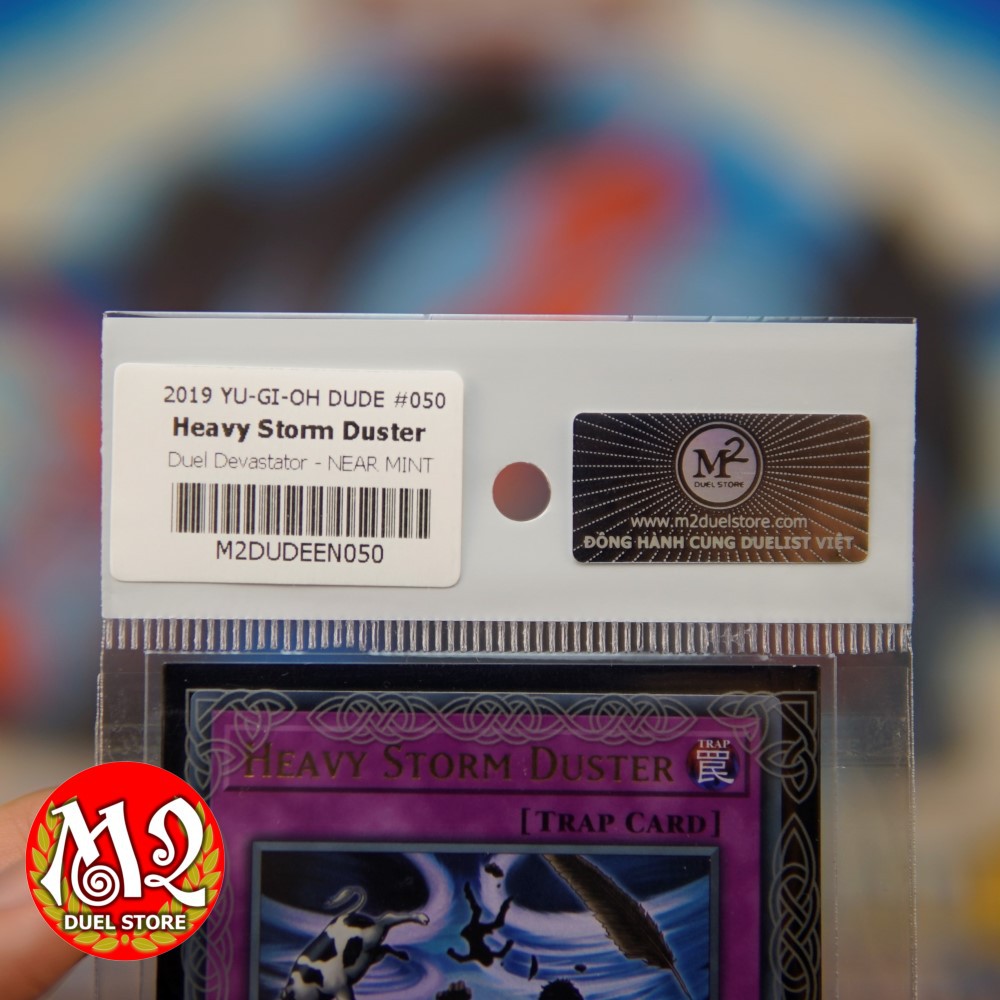 2019 YU-GI-OH DUDE #050
Heavy Storm Duster
Duel Devastator - NEAR MINT
M2DUDEEN050
M2
DUEL STORE
www.m2duelstore.com
ĐỒNG HÀNH CÙNG DUELIST VIỆT
HEAVY STORM DUSTER
TRAP
罠
[TRAP CARD]
M2
DUEL STORE